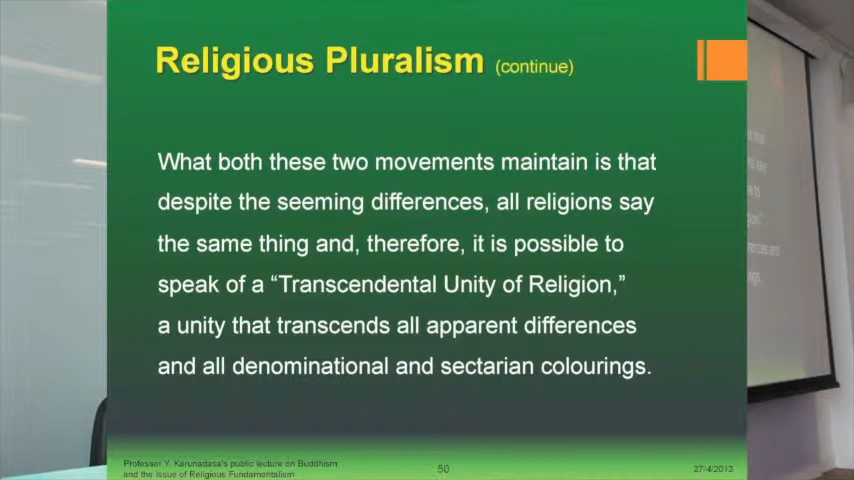 Religious Pluralism (continue)
What both these two movements maintain is that
despite the seeming differences, all religions say
the same thing and, therefore, it is possible to
speak of a “Transcendental Unity of Religion,”
a unity that transcends all apparent differences
and all denominational and sectarian colourings.
Professor Y. Karunadasa's public lecture on Buddhism
and the Issue of Religious Fundamentalism
50
27/4/2013